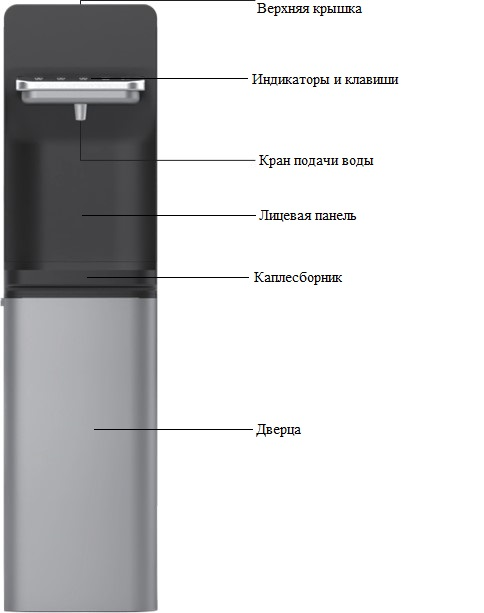 Верхняя крышка
Индикаторы и клавиши
Кран подачи воды
Лицевая панель
Каплесборник
Дверца